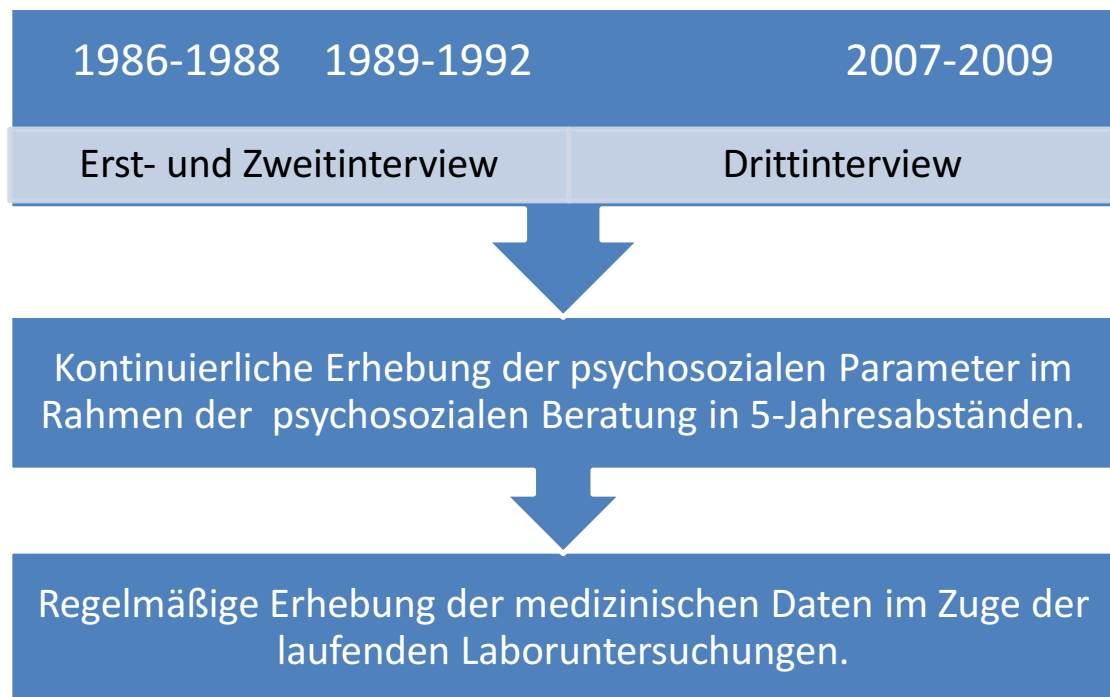 1986-1988 1989-1992 2007-2009
Erst- und Zweitinterview Drittinterview
Kontinuierliche Erhebung der psychosozialen Parameter im
Rahmen der psychosozialen Beratung in 5-Jahresabständen.
Regelmäßige Erhebung der medizinischen Daten im Zuge der
laufenden Laboruntersuchungen.